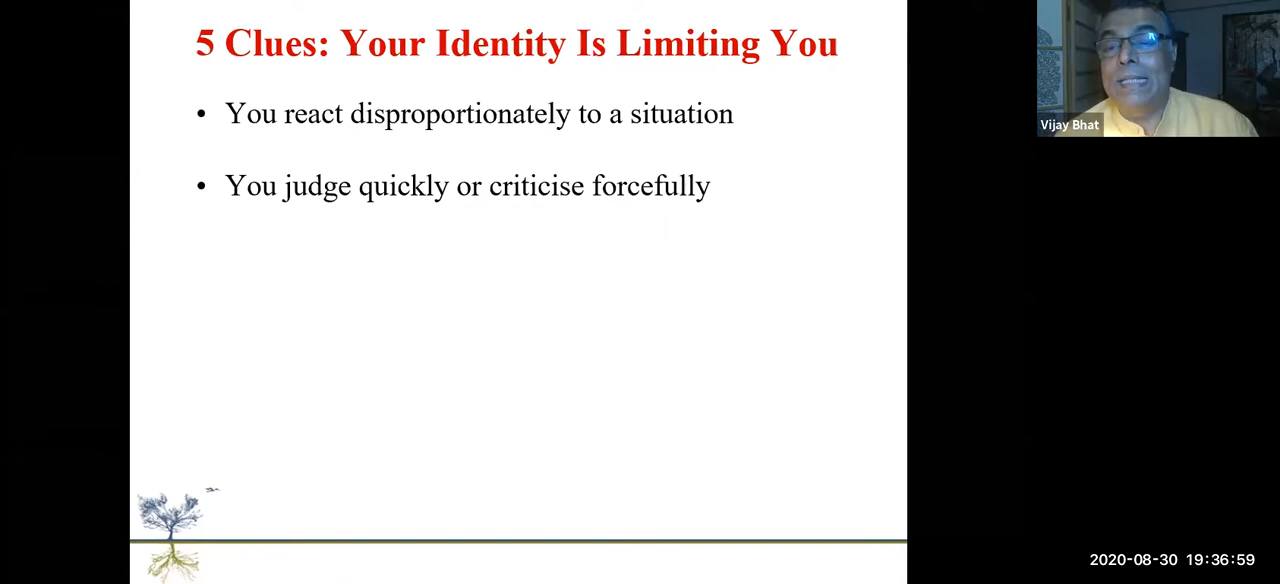 5 Clues: Your Identity Is Limiting You
• You react disproportionately to a situation
• You judge quickly or criticise forcefully
Vijay Bhat
2020-08-30 19:36:59